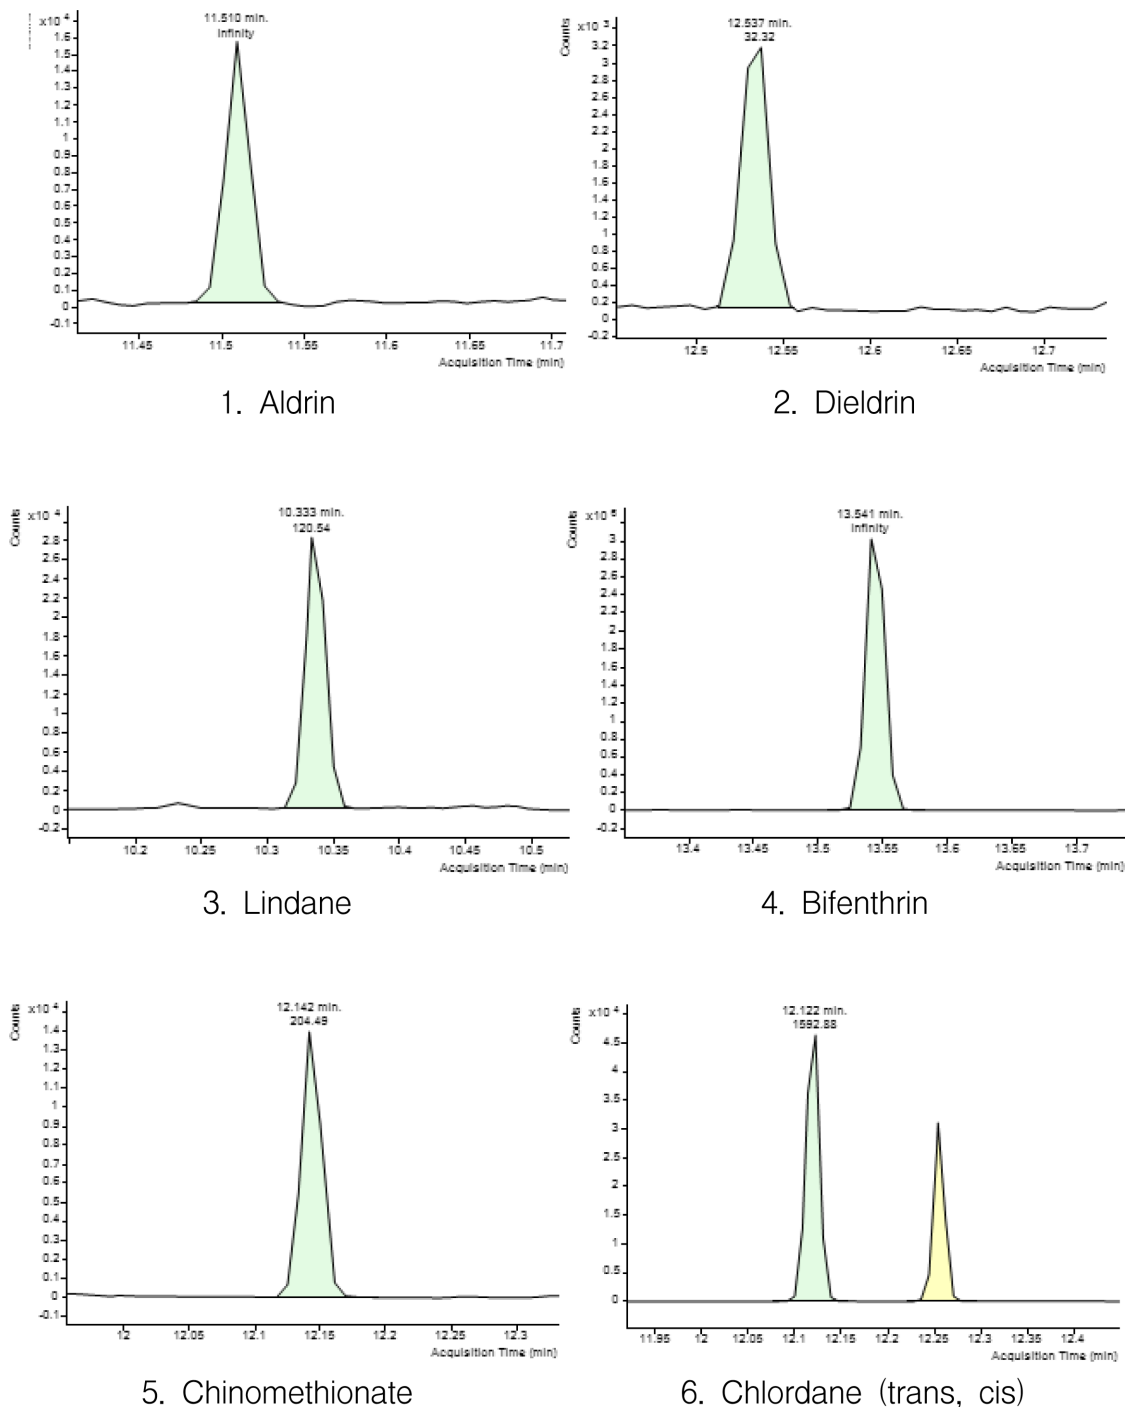 x10 4
11.510 min.
Infinity
1.6
1.5
1.4
1.3
1.2
1.1
1
0.9
0.8
0.7
0.6
0.5
0.4
0.3
0.2
0.1
0
-0.1
11.45 11.5 11.55 11.6 11.65 11.7
Acquisition Time (min)
1. Aldrin
Counts
x10 3
12.537 min.
32.32
3.2
3
2.8
2.6
2.4
2.2
2
1.8
1.6
1.4
1.2
1
0.8
0.6
0.4
0.2
0
-0.2
12.5 12.55 12.6 12.65 12.7
Acquisition Time (min)
2. Dieldrin
Counts
x10 4
10.333 min.
120.54
2.8
2.6
2.4
2.2
2
1.8
1.6
1.4
1.2
1
0.8
0.6
0.4
0.2
0
-0.2
10.2 10.25 10.3 10.35 10.4 10.45 10.5
Acquisition Time (min)
3. Lindane
Counts
x10
13.541 min.
Infinity
3
2.8
2.6
2.4
2.2
2
1.8
1.6
1.4
1.2
1
0.8
0.6
0.4
0.2
0
-0.2
13.4 13.45 13.5 13.55 13.6 13.65 13.7
Acquisition Time (min)
4. Bifenthrin
Counts
x10 4
12.142 min.
204.49
1.4
1.3
1.2
1.1
1
0.9
0.8
0.7
0.6
0.5
0.4
0.3
0.2
0.1
0
-0.1
12 12.05 12.1 12.15 12.2 12.25 12.3
Acquisition Time (min)
5. Chinomethionate
Counts
x10 4
12.122 min.
1592.88
4.5
4
3.5
3
2.5
2
1.5
1
0.5
0
11.95 12 12.05 12.1 12.15 12.2 12.25 12.3 12.35 12.4
Acquisition Time (min)
6. Chlordane (trans, cis)